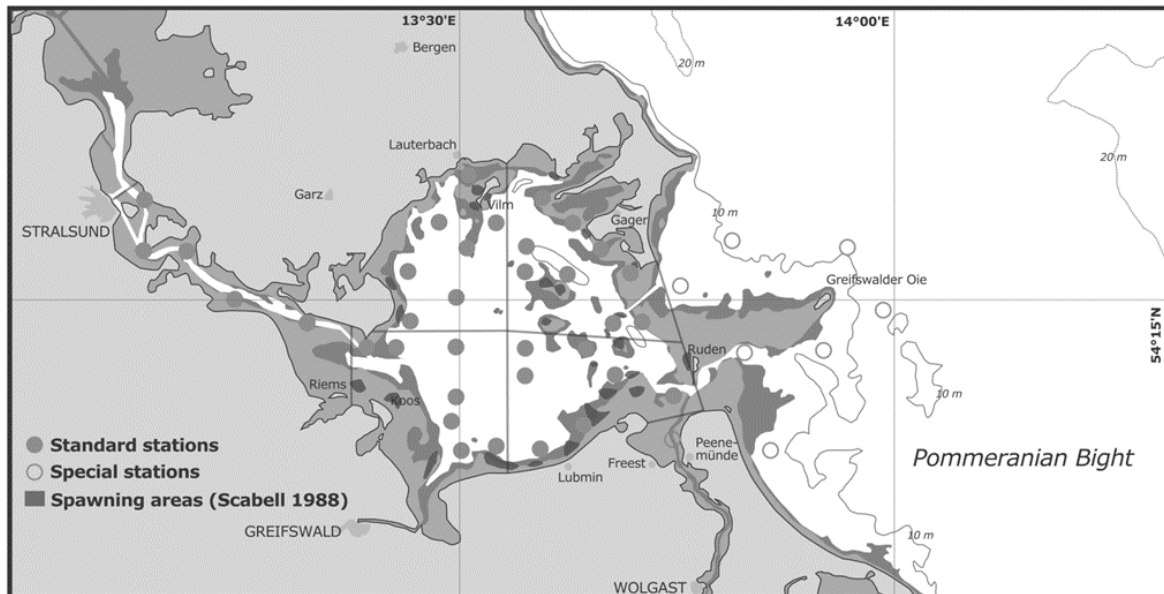 13°30'E
14°00'E
Bergen
20 m
20 m
Lauterbach
Garz
Vilm
STRALSUND
Gager
10 m
Greifswalder Oie
54°15'N
Ruden
Riems
Koos
10 m
Standard stations
Special stations
Spawning areas (Scabell 1988)
Peene-
münde
Freest
Lubmin
Pommeranian Bight
GREIFSWALD
10 m
WOLGAST